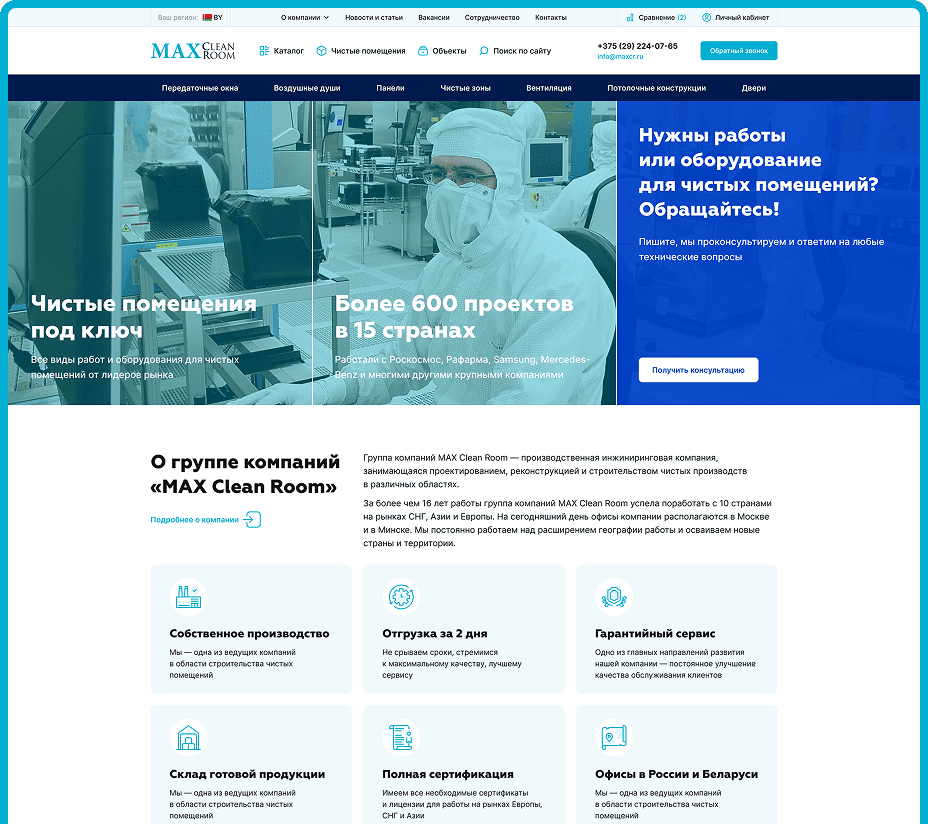 Ваш регион: BY
О компании
Новости и статьи
Вакансии
Сотрудничество
Контакты
Сравнение (2)
Личный кабинет
MAX CLEAN ROOM
Каталог
Чистые помещения
Объекты
Поиск по сайту
+375 (29) 224-07-65
info@maxcr.ru
Обратный звонок
Передаточные окна
Воздушные души
Панели
Чистые зоны
Вентиляция
Потолочные конструкции
Двери
Чистые помещения
под ключ
Все виды работ и оборудования для чистых
помещений от лидеров рынка
Более 600 проектов
в 15 странах
Работали с Роскосмос, Рафарма, Samsung, Mercedes-
Benz и многими другими крупными компаниями
Нужны работы
или оборудование
для чистых помещений?
Обращайтесь!
Пишите, мы проконсультируем и ответим на любые
технические вопросы
Получить консультацию
О группе компаний
«MAX Clean Room»
Подробнее о компании
Группа компаний MAX Clean Room — производственная инжиниринговая компания,
занимающаяся проектированием, реконструкцией и строительством чистых производств
в различных областях.
За более чем 16 лет работы группа компаний MAX Clean Room успела поработать с 10 странами
на рынках СНГ, Азии и Европы. На сегодняшний день офисы компании располагаются в Москве
и в Минске. Мы постоянно работаем над расширением географии работы и осваиваем новые
страны и территории.
Собственное производство
Мы — одна из ведущих компаний
в области строительства чистых
помещений
Отгрузка за 2 дня
Не срываем сроки, стремимся
к максимальному качеству, лучшему
сервису
Гарантийный сервис
Одно из главных направлений развития
нашей компании — постоянное улучшение
качества обслуживания клиентов
Склад готовой продукции
Мы — одна из ведущих компаний
в области строительства чистых
помещений
Полная сертификация
Имеем все необходимые сертификаты
и лицензии для работы на рынках Европы,
СНГ и Азии
Офисы в России и Беларуси
Мы — одна из ведущих компаний
в области строительства чистых
помещений